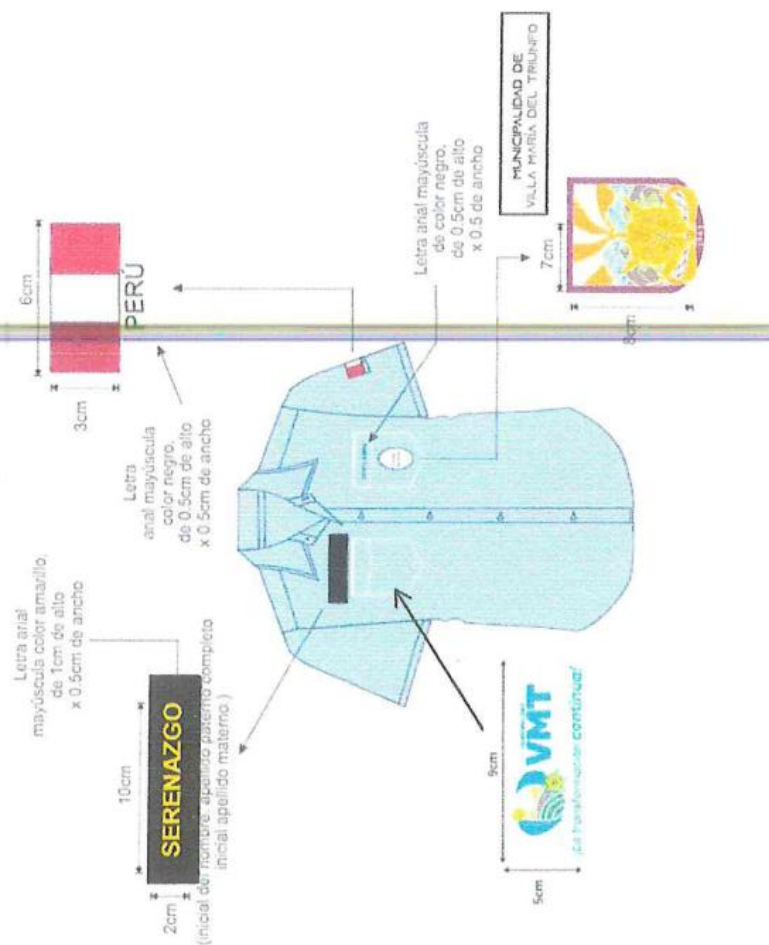 Letra arial
mayúscula color amarillo,
de 1cm de alto
x 0.5cm de ancho
10cm
2cm
SERENAZGO
(inicial del nombre, apellido paterno completo
inicial apellido materno.)
Letra
arial mayúscula
color negro,
de 0.5cm de alto
x 0.5cm de ancho
6cm
3cm
PERÚ
Letra arial mayúscula
de color negro,
de 0.5cm de alto
x 0.5 de ancho
MUNICIPALIDAD DE
VILLA MARÍA DEL TRIUNFO
7cm
8cm
9cm
5cm
VMT
¡La transformación continúa!